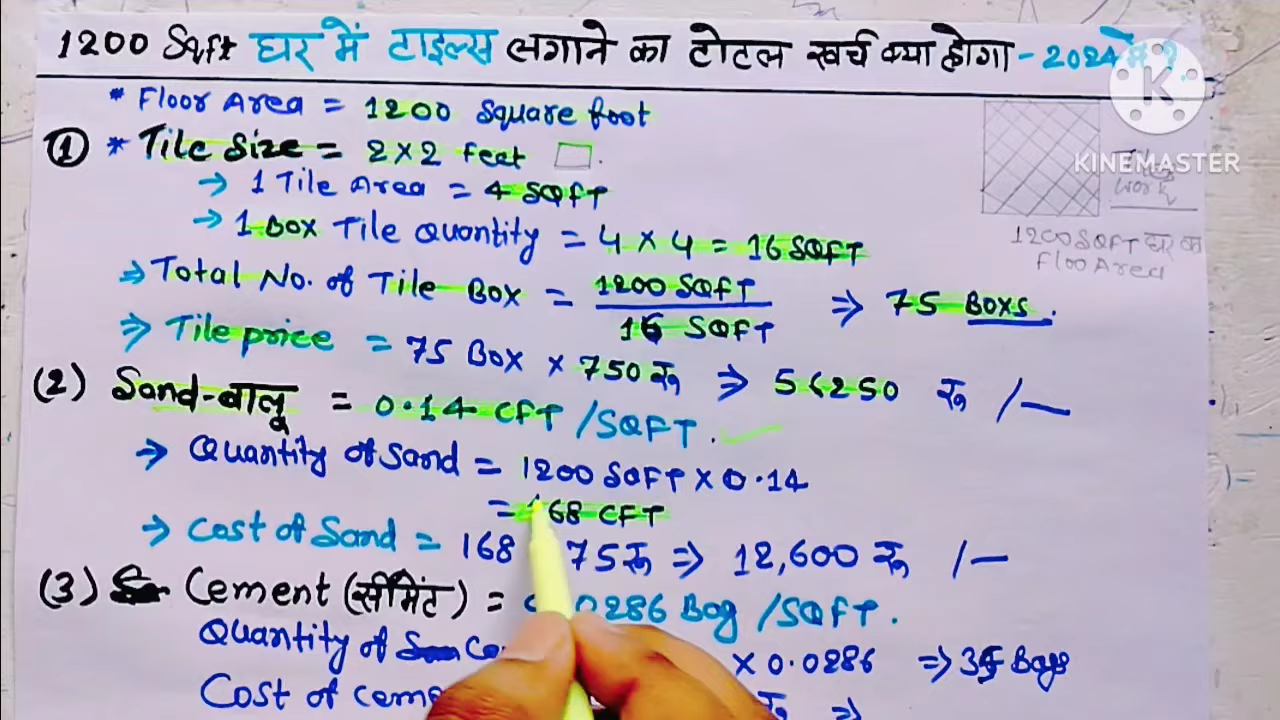 1200 Sqft घर में टाइल्स लगाने का टोटल खर्च क्या होगा - 2024 में ?
K
KINEMASTER
* Floor Area = 1200 square foot
① * Tile Size = 2×2 feet
→ 1 Tile Area = 4 SQFT
→ 1 Box Tile Quantity = 4 × 4 = 16 SQFT
work
1200 SQFT घर का
Floo Area
⇒ Total No. of Tile Box = 1200 SQFT / 16 SQFT ⇒ 75 Boxs.
⇒ Tile price = 75 Box × 750 रू ⇒ 56250 रू /—
(2) Sand-बालू = 0.14 CFT /SQFT.
→ Quantity of Sand = 1200 SQFT × 0.14
= 168 CFT
→ Cost of Sand = 168 75 रू ⇒ 12,600 रू /—
(3) Cement (सीमेंट) = 0.0286 Bag /SQFT.
Quantity of × 0.0286 ⇒ 35 Bags
Cost of ceme रू ⇒